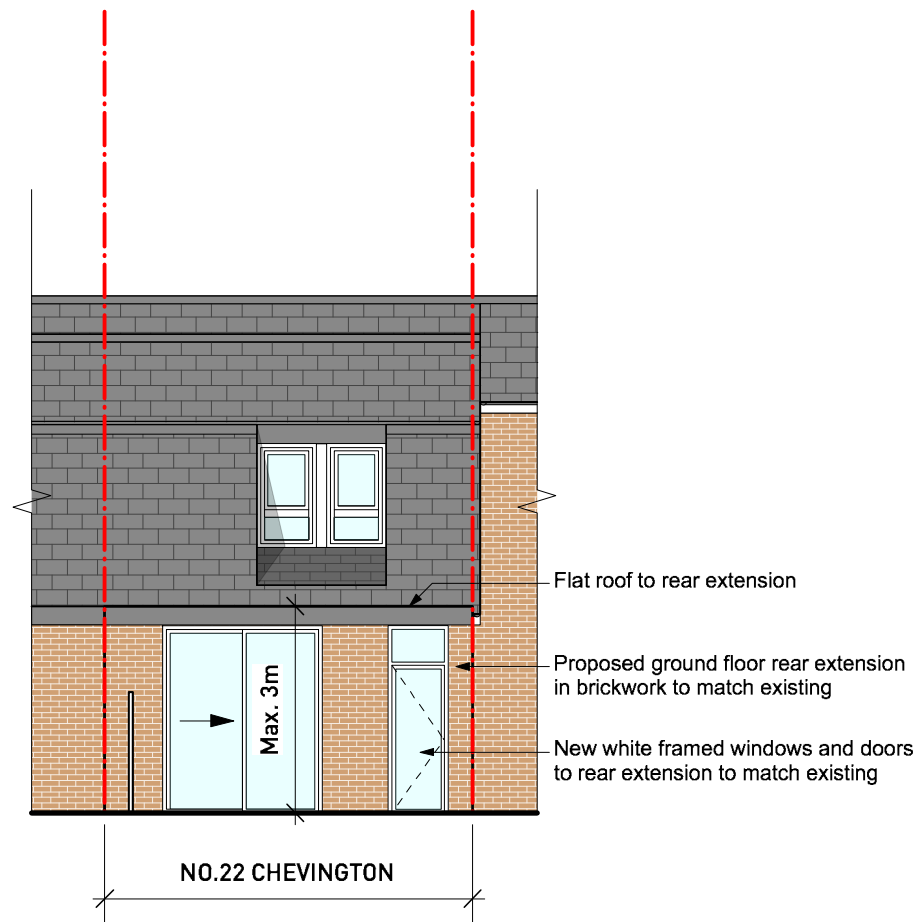 Flat roof to rear extension
Proposed ground floor rear extension
in brickwork to match existing
Max. 3m
New white framed windows and doors
to rear extension to match existing
NO.22 CHEVINGTON